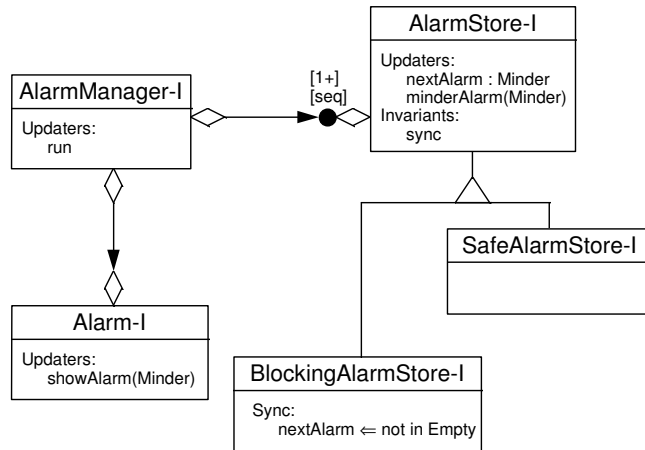 AlarmStore-I
Updaters:
nextAlarm : Minder
minderAlarm(Minder)
Invariants:
sync
[1+]
[seq]
AlarmManager-I
Updaters:
run
SafeAlarmStore-I
Alarm-I
Updaters:
showAlarm(Minder)
BlockingAlarmStore-I
Sync:
nextAlarm ⇐ not in Empty